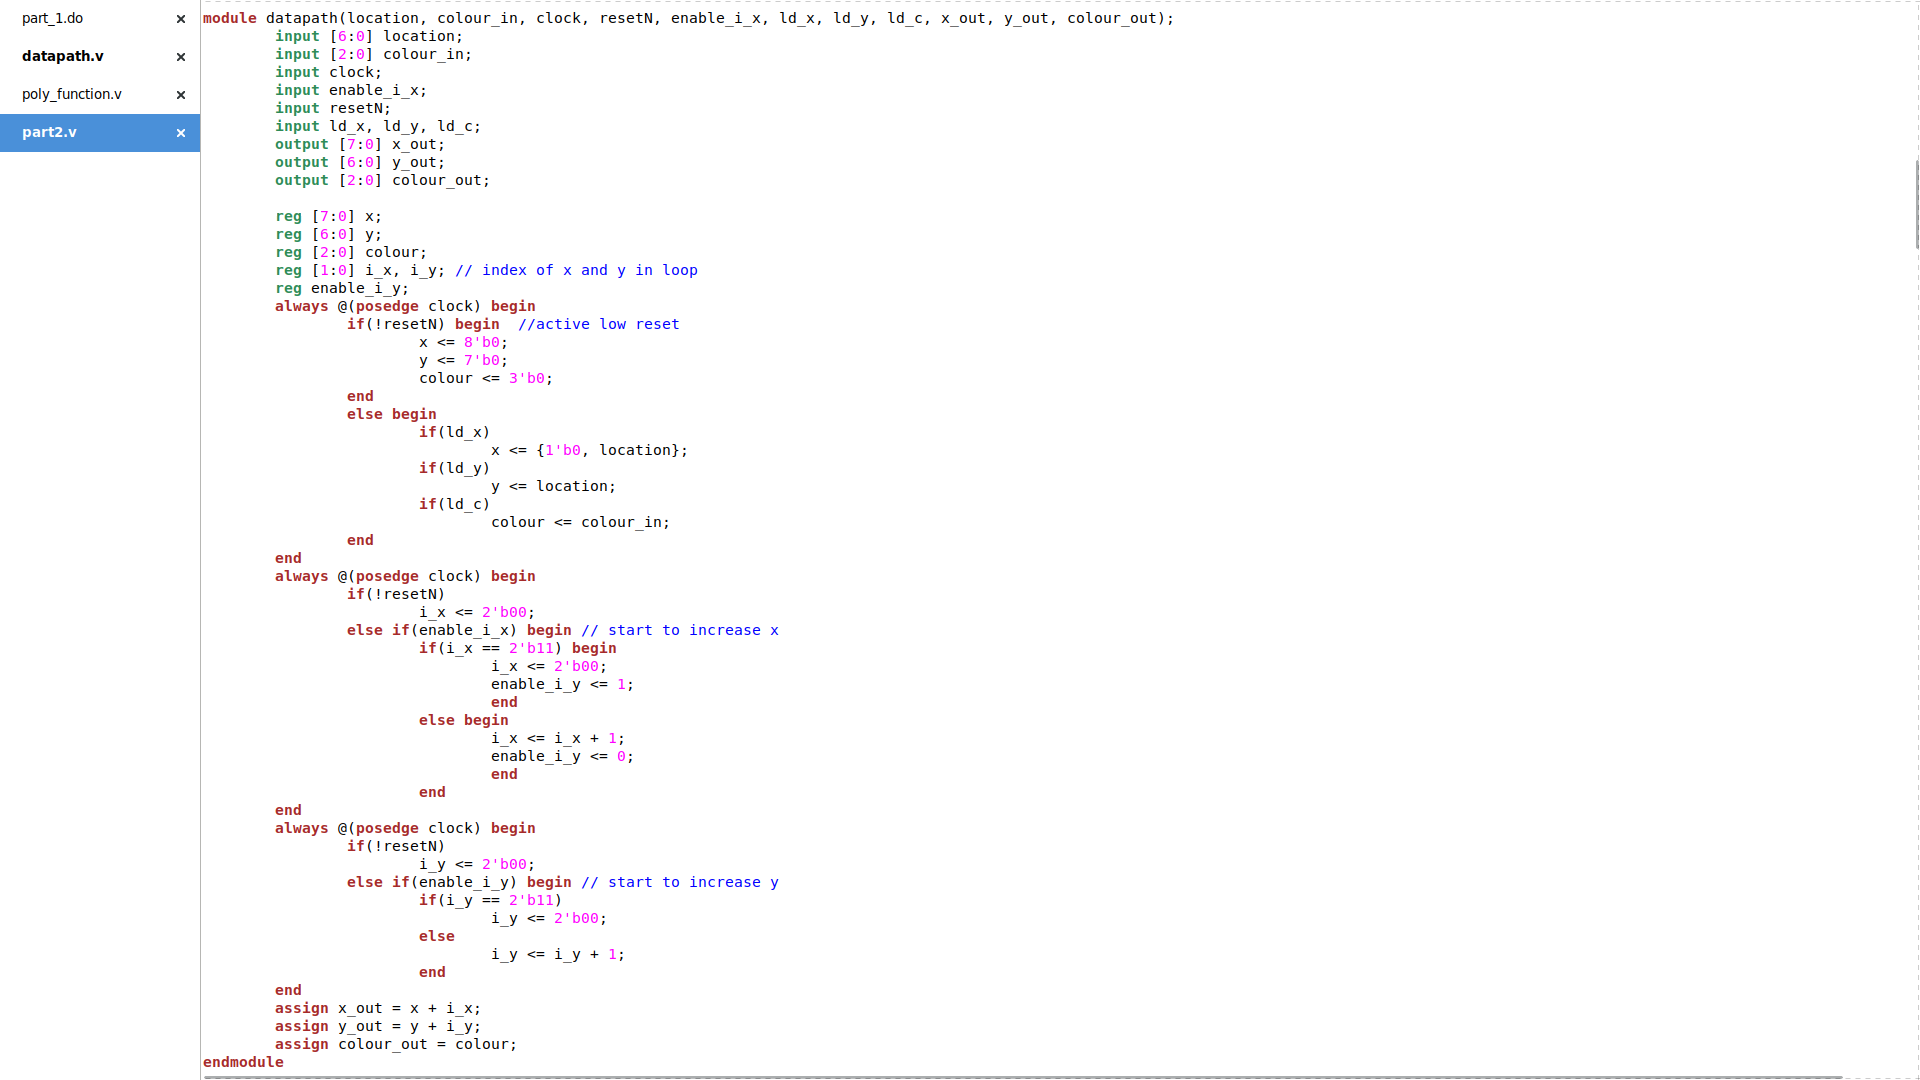 part_1.do
datapath.v
poly_function.v
part2.v
module datapath(location, colour_in, clock, resetN, enable_i_x, ld_x, ld_y, ld_c, x_out, y_out, colour_out);
input [6:0] location;
input [2:0] colour_in;
input clock;
input enable_i_x;
input resetN;
input ld_x, ld_y, ld_c;
output [7:0] x_out;
output [6:0] y_out;
output [2:0] colour_out;
reg [7:0] x;
reg [6:0] y;
reg [2:0] colour;
reg [1:0] i_x, i_y; // index of x and y in loop
reg enable_i_y;
always @(posedge clock) begin
if(!resetN) begin  //active low reset
x <= 8'b0;
y <= 7'b0;
colour <= 3'b0;
end
else begin
if(ld_x)
x <= {1'b0, location};
if(ld_y)
y <= location;
if(ld_c)
colour <= colour_in;
end
end
always @(posedge clock) begin
if(!resetN)
i_x <= 2'b00;
else if(enable_i_x) begin // start to increase x
if(i_x == 2'b11) begin
i_x <= 2'b00;
enable_i_y <= 1;
end
else begin
i_x <= i_x + 1;
enable_i_y <= 0;
end
end
end
always @(posedge clock) begin
if(!resetN)
i_y <= 2'b00;
else if(enable_i_y) begin // start to increase y
if(i_y == 2'b11)
i_y <= 2'b00;
else
i_y <= i_y + 1;
end
end
assign x_out = x + i_x;
assign y_out = y + i_y;
assign colour_out = colour;
endmodule